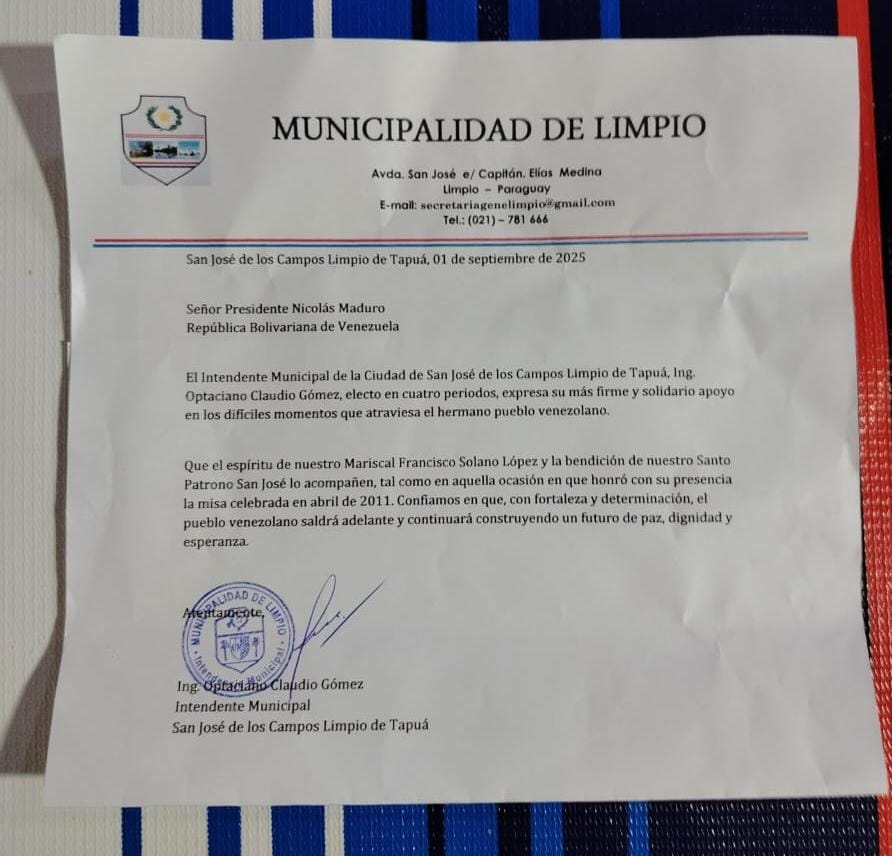 MUNICIPALIDAD DE LIMPIO
Avda. San José e/ Capitán. Elías Medina
Limpio – Paraguay
E-mail: secretariagenelimpio@gmail.com
Tel.: (021) – 781 666
San José de los Campos Limpio de Tapuá, 01 de septiembre de 2025
Señor Presidente Nicolás Maduro
República Bolivariana de Venezuela
El Intendente Municipal de la Ciudad de San José de los Campos Limpio de Tapuá, Ing.
Optaciano Claudio Gómez, electo en cuatro periodos, expresa su más firme y solidario apoyo
en los difíciles momentos que atraviesa el hermano pueblo venezolano.
Que el espíritu de nuestro Mariscal Francisco Solano López y la bendición de nuestro Santo
Patrono San José lo acompañen, tal como en aquella ocasión en que honró con su presencia
la misa celebrada en abril de 2011. Confiamos en que, con fortaleza y determinación, el
pueblo venezolano saldrá adelante y continuará construyendo un futuro de paz, dignidad y
esperanza.
Atentamente,
MUNICIPALIDAD DE LIMPIO
Intendencia Municipal
Ing. Optaciano Claudio Gómez
Intendente Municipal
San José de los Campos Limpio de Tapuá